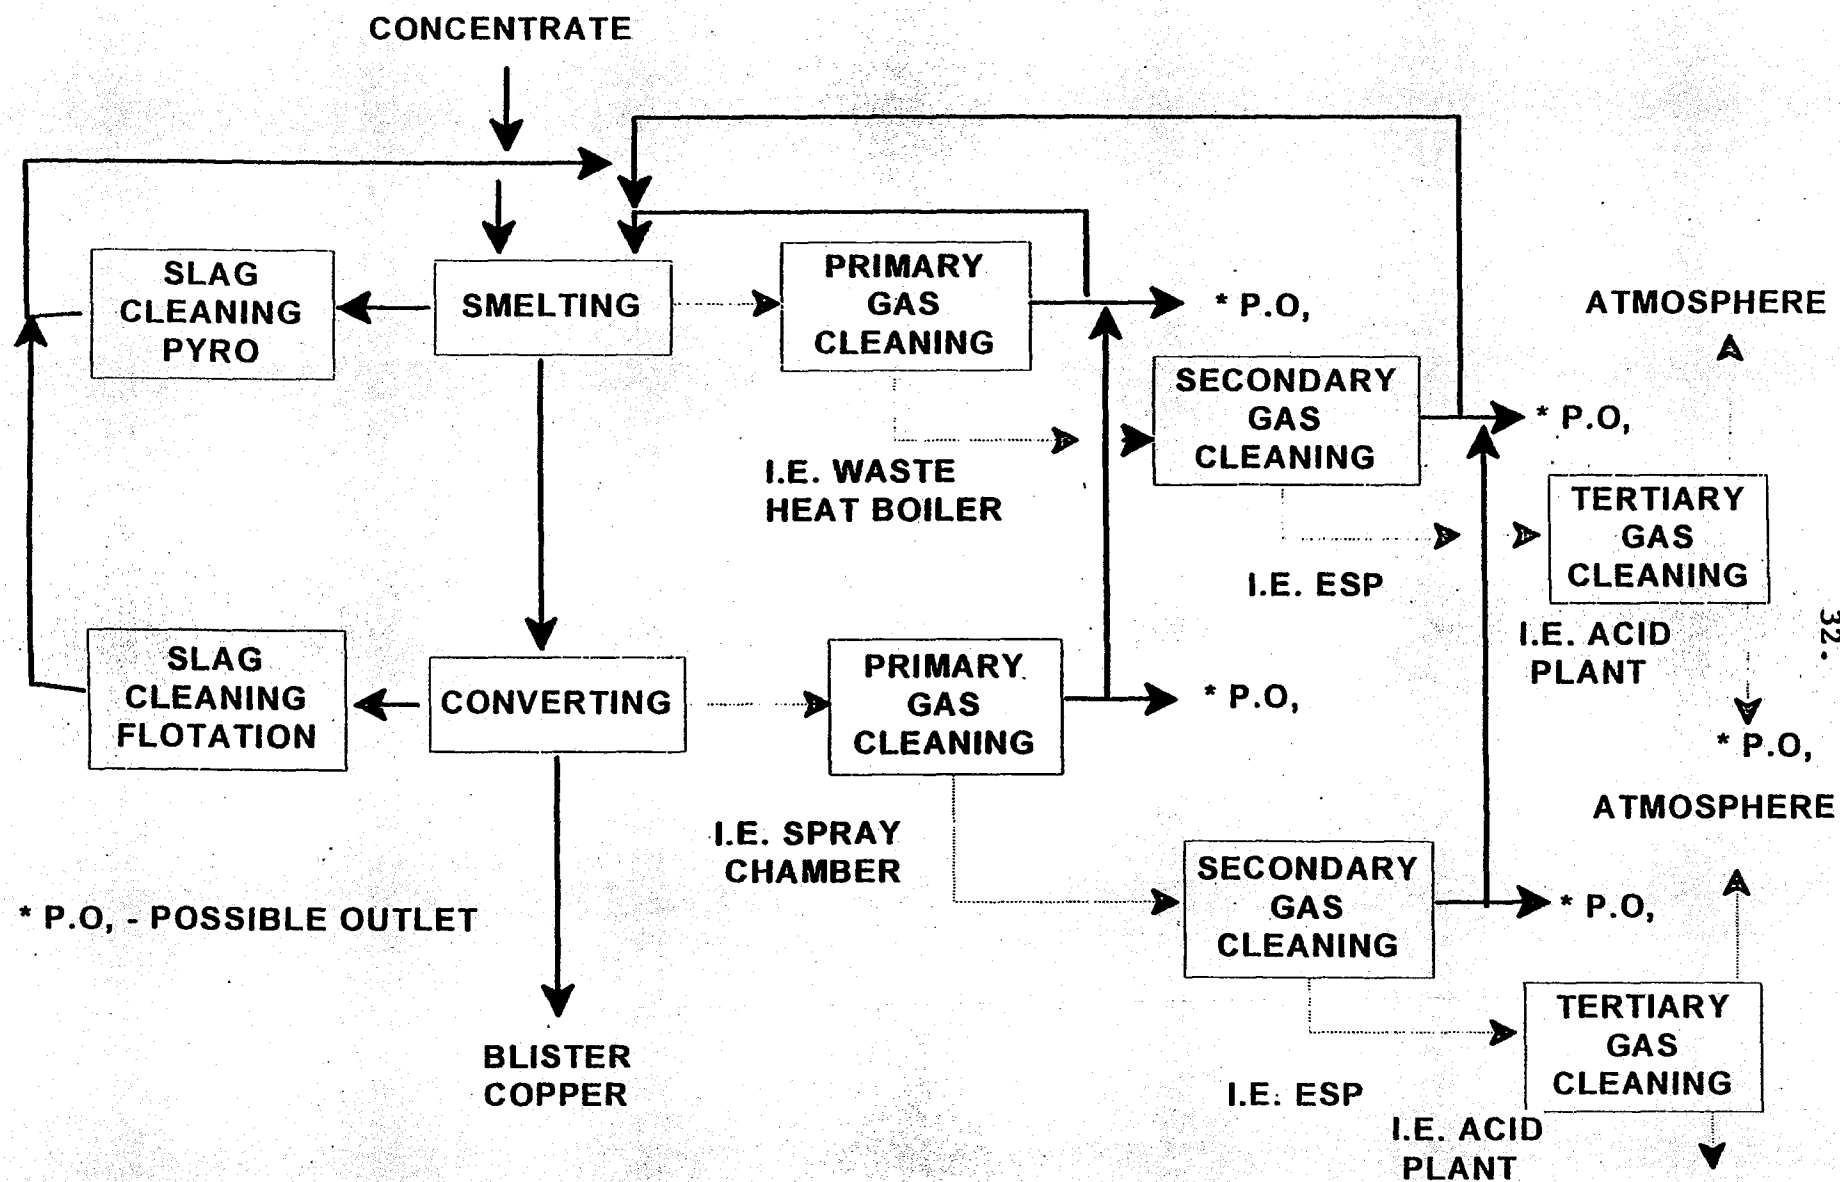 CONCENTRATE
SLAG
CLEANING
PYRO
SMELTING
PRIMARY
GAS
CLEANING
* P.O,
ATMOSPHERE
SECONDARY
GAS
CLEANING
* P.O,
I.E. WASTE
HEAT BOILER
TERTIARY
GAS
CLEANING
I.E. ESP
I.E. ACID
PLANT
32.
SLAG
CLEANING
FLOTATION
CONVERTING
PRIMARY
GAS
CLEANING
* P.O,
* P.O,
ATMOSPHERE
I.E. SPRAY
CHAMBER
SECONDARY
GAS
CLEANING
* P.O,
* P.O, - POSSIBLE OUTLET
BLISTER
COPPER
TERTIARY
GAS
CLEANING
I.E. ESP
I.E. ACID
PLANT